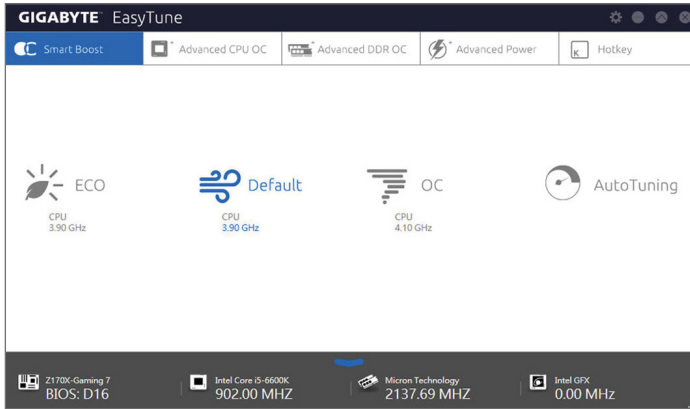 GIGABYTE™ EasyTune
Smart Boost
Advanced CPU OC
Advanced DDR OC
Advanced Power
K
Hotkey
ECO
CPU
3.90 GHz
Default
CPU
3.90 GHz
OC
CPU
4.10 GHz
AutoTuning
Z170X-Gaming 7
BIOS: D16
Intel Core i5-6600K
902.00 MHZ
Micron Technology
2137.69 MHZ
Intel GFX
0.00 MHz